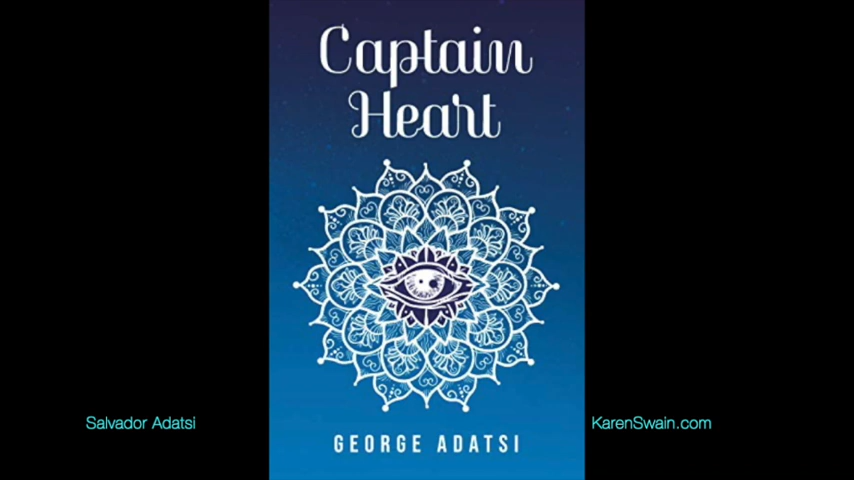 Captain
Heart
Salvador Adatsi
KarenSwain.com
GEORGE ADATSI